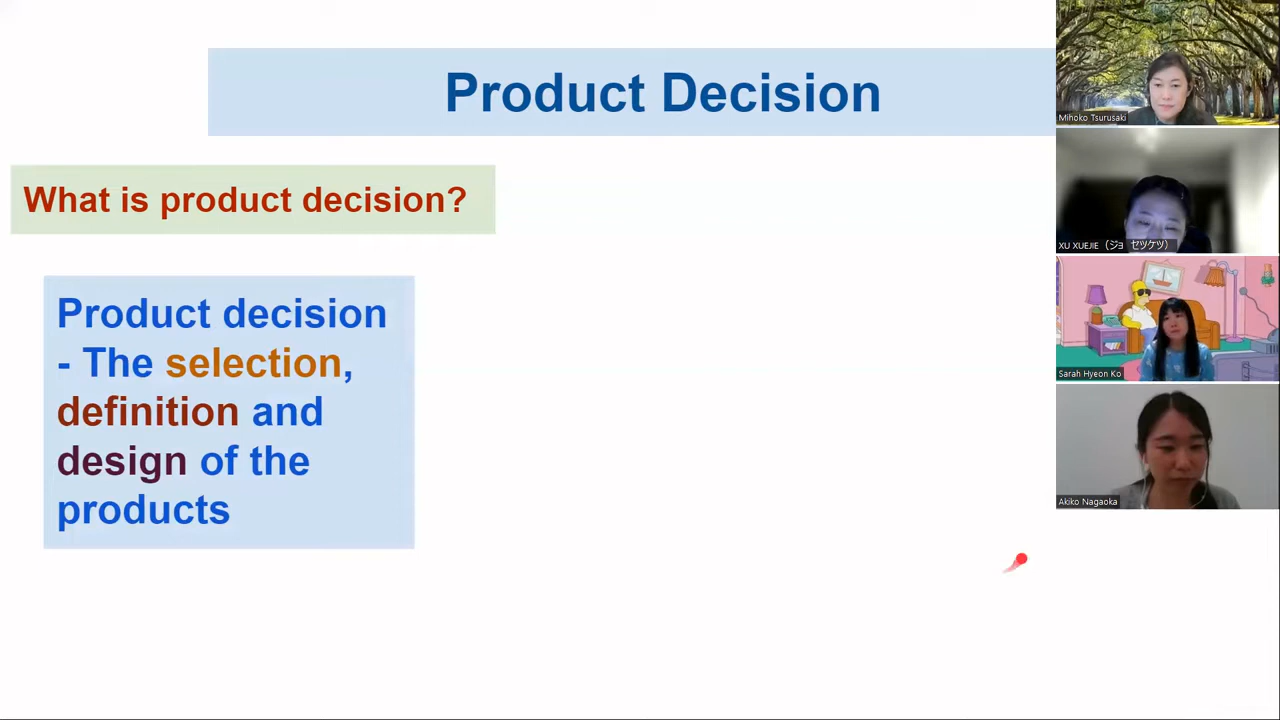 Product Decision
What is product decision?
Product decision
- The selection,
definition and
design of the
products
Mihoko Tsurusaki
XU XUEJIE（ジョ　セツケツ）
Sarah Hyeon Ko
Akiko Nagaoka